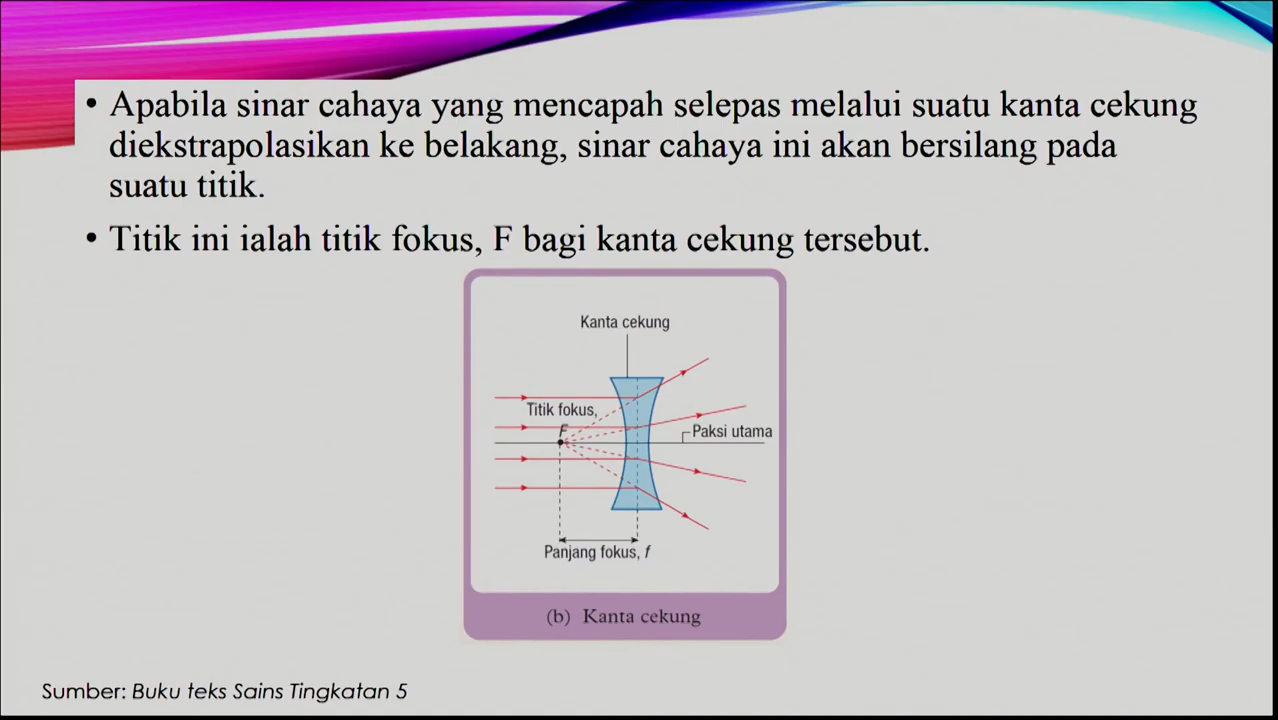 • Apabila sinar cahaya yang mencapah selepas melalui suatu kanta cekung
diekstrapolasikan ke belakang, sinar cahaya ini akan bersilang pada
suatu titik.
• Titik ini ialah titik fokus, F bagi kanta cekung tersebut.
Kanta cekung
Titik fokus,
F
Paksi utama
Panjang fokus, f
(b) Kanta cekung
Sumber: Buku teks Sains Tingkatan 5